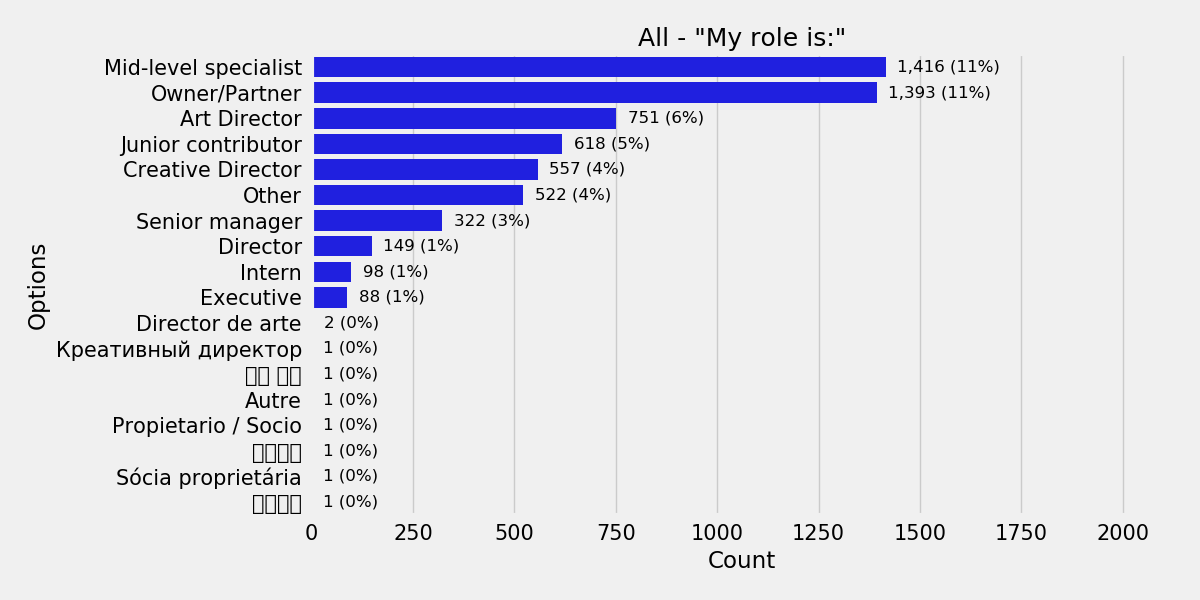 All - "My role is:"
Mid-level specialist 1,416 (11%)
Owner/Partner 1,393 (11%)
Art Director 751 (6%)
Junior contributor 618 (5%)
Creative Director 557 (4%)
Other 522 (4%)
Senior manager 322 (3%)
Director 149 (1%)
Intern 98 (1%)
Executive 88 (1%)
Director de arte 2 (0%)
Креативный директор 1 (0%)
1 (0%)
Autre 1 (0%)
Propietario / Socio 1 (0%)
1 (0%)
Sócia proprietária 1 (0%)
1 (0%)
0 250 500 750 1000 1250 1500 1750 2000
Count
Options